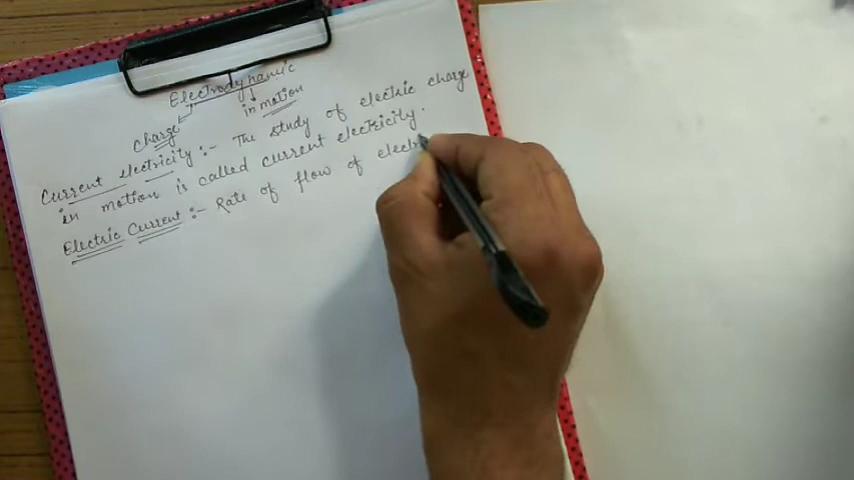 Electrodynamic
Charge in motion
Current electricity :- The study of electric charge
in motion is called current electricity.
Electric Current :- Rate of flow of elect